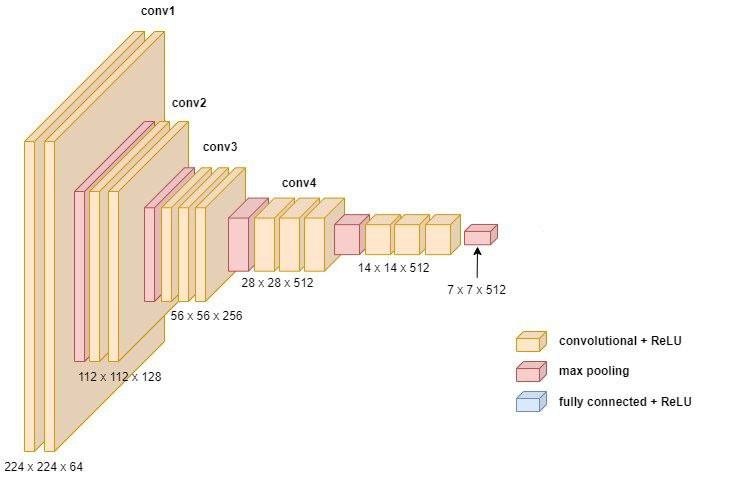 conv1
conv2
conv3
conv4
224 x 224 x 64
112 x 112 x 128
56 x 56 x 256
28 x 28 x 512
14 x 14 x 512
7 x 7 x 512
convolutional + ReLU
max pooling
fully connected + ReLU